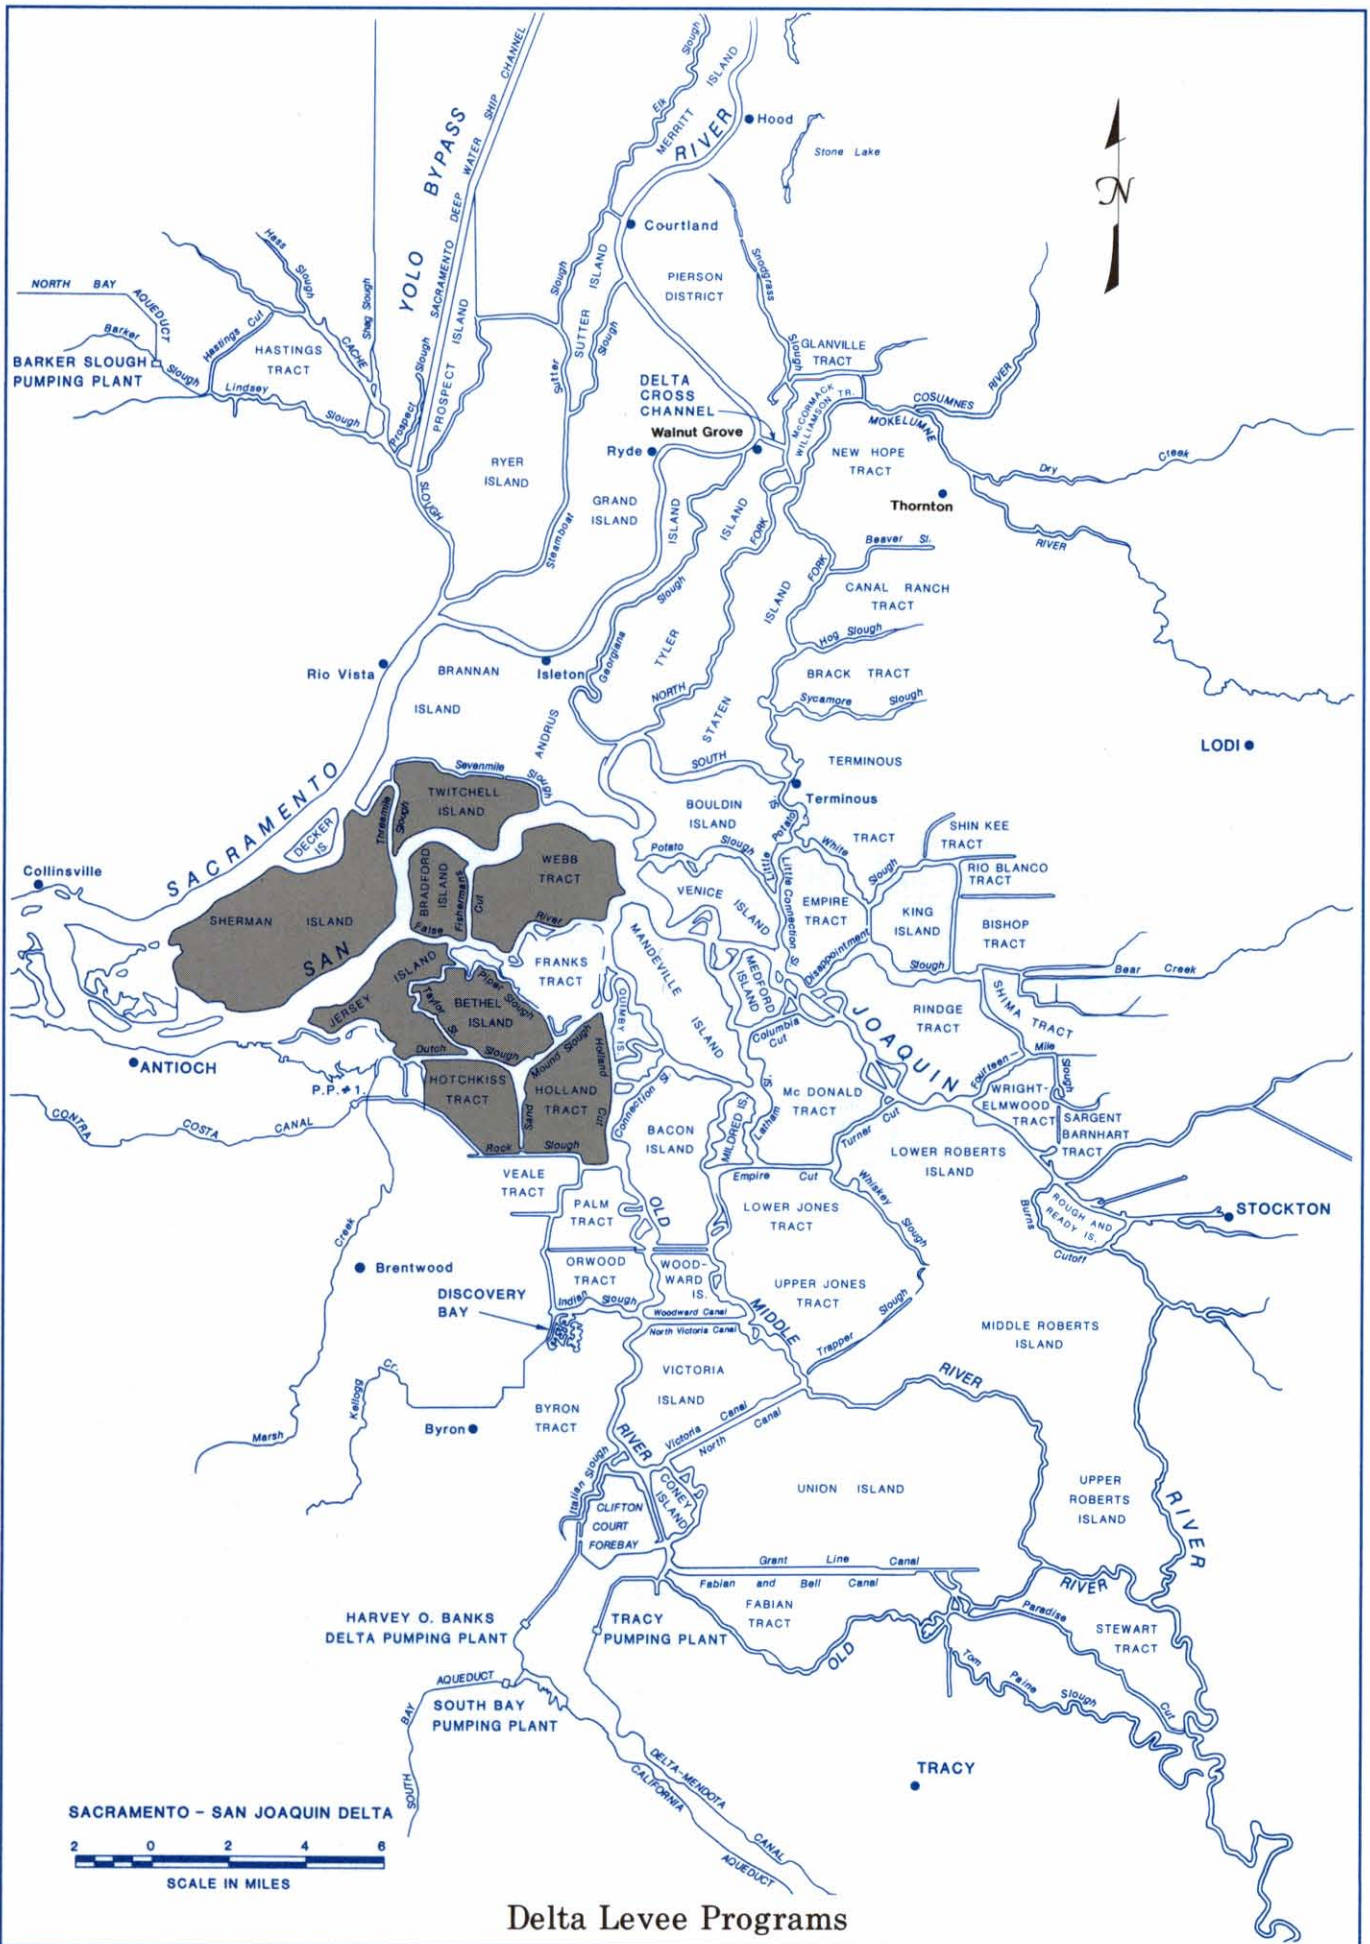 Elk Slough
MERRITT ISLAND
RIVER
Hood
Stone Lake
N
YOLO BYPASS
SACRAMENTO DEEP WATER SHIP CHANNEL
Courtland
PIERSON
DISTRICT
Snodgrass
Slough
Hass Slough
NORTH BAY AQUEDUCT
Barker
Slough
BARKER SLOUGH
PUMPING PLANT
Hastings Cut
HASTINGS
TRACT
CACHE
Shag Slough
Lindsey
Slough
Prospect Slough
PROSPECT ISLAND
Sutter
Slough
SUTTER ISLAND
Slough
GLANVILLE
TRACT
DELTA
CROSS
CHANNEL
McCORMACK
WILLIAMSON TR.
COSUMNES
RIVER
MOKELUMNE
Walnut Grove
Ryde
NEW HOPE
TRACT
Dry Creek
RYER
ISLAND
SLOUGH
GRAND
ISLAND
Thornton
RIVER
Steamboat
ISLAND
ISLAND
FORK
Beaver Sl.
CANAL RANCH
TRACT
Slough
ISLAND
FORK
Hog Slough
Georgiana
TYLER
BRACK TRACT
Sycamore Slough
Rio Vista
BRANNAN
ISLAND
Isleton
NORTH
STATEN
ANDRUS
LODI
SOUTH
TERMINOUS
Terminous
TRACT
SACRAMENTO
Sevenmile
Slough
TWITCHELL
ISLAND
Threemile
Slough
DECKER
IS.
BOULDIN
ISLAND
Potato Slough
Little Potato Sl.
White
Slough
SHIN KEE
TRACT
RIO BLANCO
TRACT
Collinsville
SHERMAN ISLAND
BRADFORD
ISLAND
Fisherman's
Cut
WEBB
TRACT
VENICE
ISLAND
Little Connection Sl.
EMPIRE
TRACT
KING
ISLAND
BISHOP
TRACT
False
River
SAN
JERSEY ISLAND
FRANKS
TRACT
MANDEVILLE
ISLAND
MEDFORD
ISLAND
Disappointment
Slough
Bear Creek
Taylor Sl.
Piper Slough
BETHEL
ISLAND
QUIMBY IS.
JOAQUIN
RINDGE
TRACT
SHIMA TRACT
Columbia
Cut
Dutch
Slough
ANTIOCH
P.P. # 1
HOTCHKISS
TRACT
Sand Mound Slough
HOLLAND
TRACT
Holland
Cut
Connection Sl.
Mc DONALD
TRACT
Fourteen Mile
Slough
WRIGHT-
ELMWOOD
TRACT
SARGENT
BARNHART
TRACT
CONTRA COSTA CANAL
Rock
Slough
BACON
ISLAND
MILDRED IS.
Latham
Sl.
Turner Cut
LOWER ROBERTS
ISLAND
VEALE
TRACT
Empire Cut
Whiskey
Slough
PALM
TRACT
OLD
LOWER JONES
TRACT
Burns
Cutoff
ROUGH AND
READY IS.
STOCKTON
Creek
Brentwood
ORWOOD
TRACT
WOOD-
WARD
IS.
DISCOVERY
BAY
Indian Slough
Woodward Canal
North Victoria Canal
MIDDLE
UPPER JONES
TRACT
Trapper
Slough
MIDDLE ROBERTS
ISLAND
VICTORIA
ISLAND
RIVER
Kellogg
Cr.
BYRON
TRACT
Marsh
Byron
Victoria Canal
North Canal
RIVER
Italian Slough
CLIFTON
COURT
FOREBAY
CONEY
ISLAND
UNION ISLAND
UPPER
ROBERTS
ISLAND
RIVER
Grant Line Canal
Fabian and Bell Canal
FABIAN
TRACT
RIVER
Paradise
Cut
STEWART
TRACT
HARVEY O. BANKS
DELTA PUMPING PLANT
TRACY
PUMPING PLANT
OLD
Tom Paine Slough
SOUTH BAY AQUEDUCT
SOUTH BAY
PUMPING PLANT
DELTA-MENDOTA
CANAL
CALIFORNIA
AQUEDUCT
TRACY
SACRAMENTO - SAN JOAQUIN DELTA
2 0 2 4 6
SCALE IN MILES
Delta Levee Programs